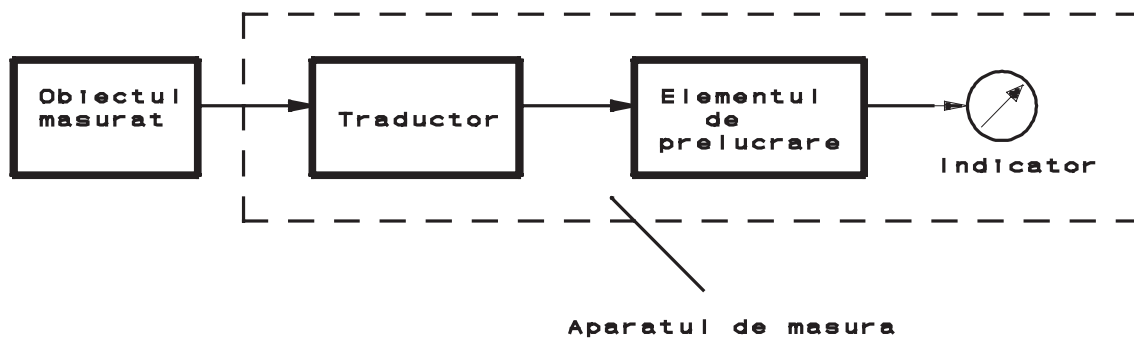 Obiectul
masurat
Traductor
Elementul
de
prelucrare
Indicator
Aparatul de masura